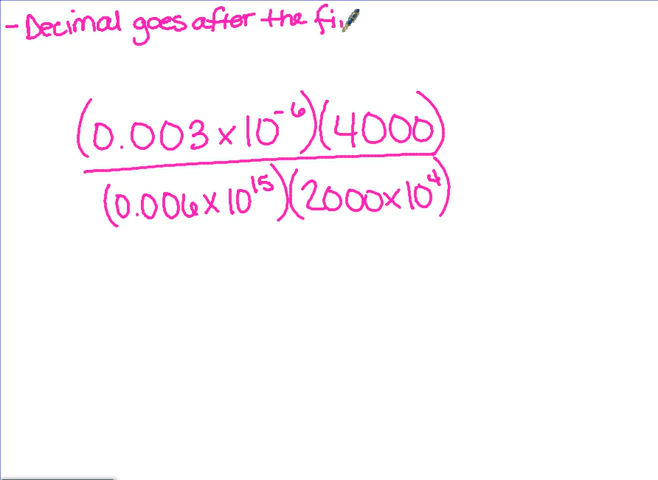 - Decimal goes after the fi
(0.003 x 10⁻⁶)(4000)
(0.006 x 10¹⁵)(2000 x 10⁴)